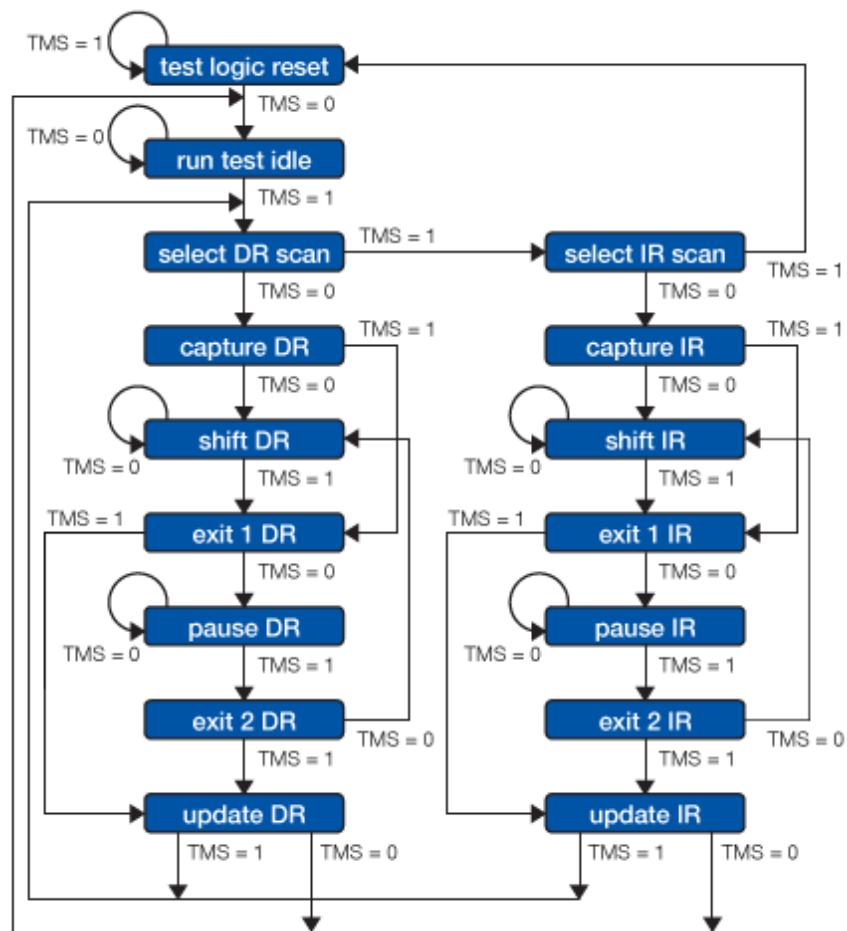 TMS = 1
test logic reset
TMS = 0
TMS = 0
run test idle
TMS = 1
select DR scan
TMS = 1
select IR scan
TMS = 1
TMS = 0
TMS = 0
capture DR
TMS = 1
capture IR
TMS = 1
TMS = 0
TMS = 0
shift DR
shift IR
TMS = 0
TMS = 1
TMS = 0
TMS = 1
TMS = 1
exit 1 DR
TMS = 1
exit 1 IR
TMS = 0
TMS = 0
pause DR
pause IR
TMS = 0
TMS = 1
TMS = 0
TMS = 1
exit 2 DR
TMS = 0
exit 2 IR
TMS = 0
TMS = 1
TMS = 1
update DR
update IR
TMS = 1
TMS = 0
TMS = 1
TMS = 0